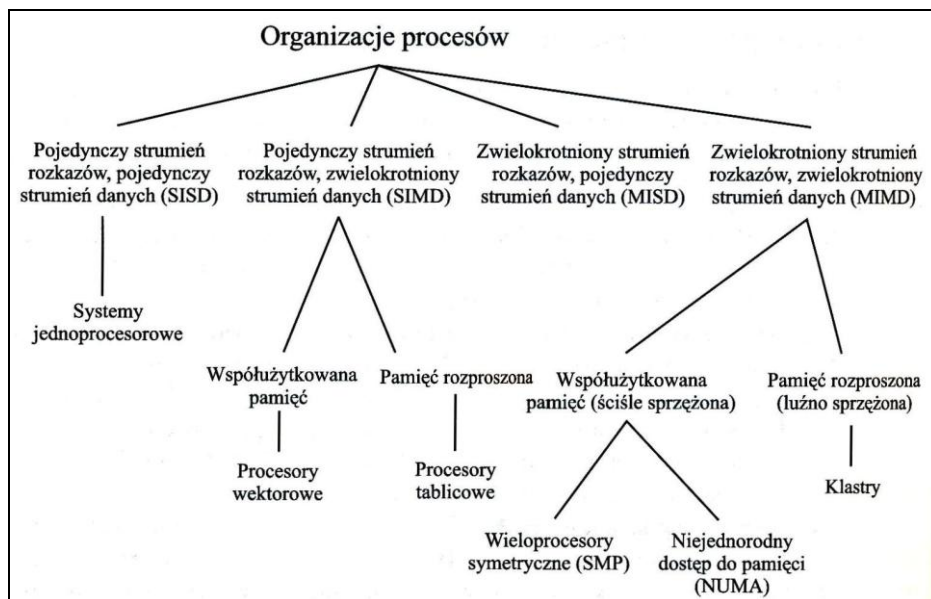 Organizacje procesów
Pojedynczy strumień
rozkazów, pojedynczy
strumień danych (SISD)
Pojedynczy strumień
rozkazów, zwielokrotniony
strumień danych (SIMD)
Zwielokrotniony strumień
rozkazów, pojedynczy
strumień danych (MISD)
Zwielokrotniony strumień
rozkazów, zwielokrotniony
strumień danych (MIMD)
Systemy
jednoprocesorowe
Współużytkowana
pamięć
Pamięć rozproszona
Współużytkowana
pamięć (ściśle sprzężona)
Pamięć rozproszona
(luźno sprzężona)
Procesory
wektorowe
Procesory
tablicowe
Klastry
Wieloprocesory
symetryczne (SMP)
Niejednorodny
dostęp do pamięci
(NUMA)